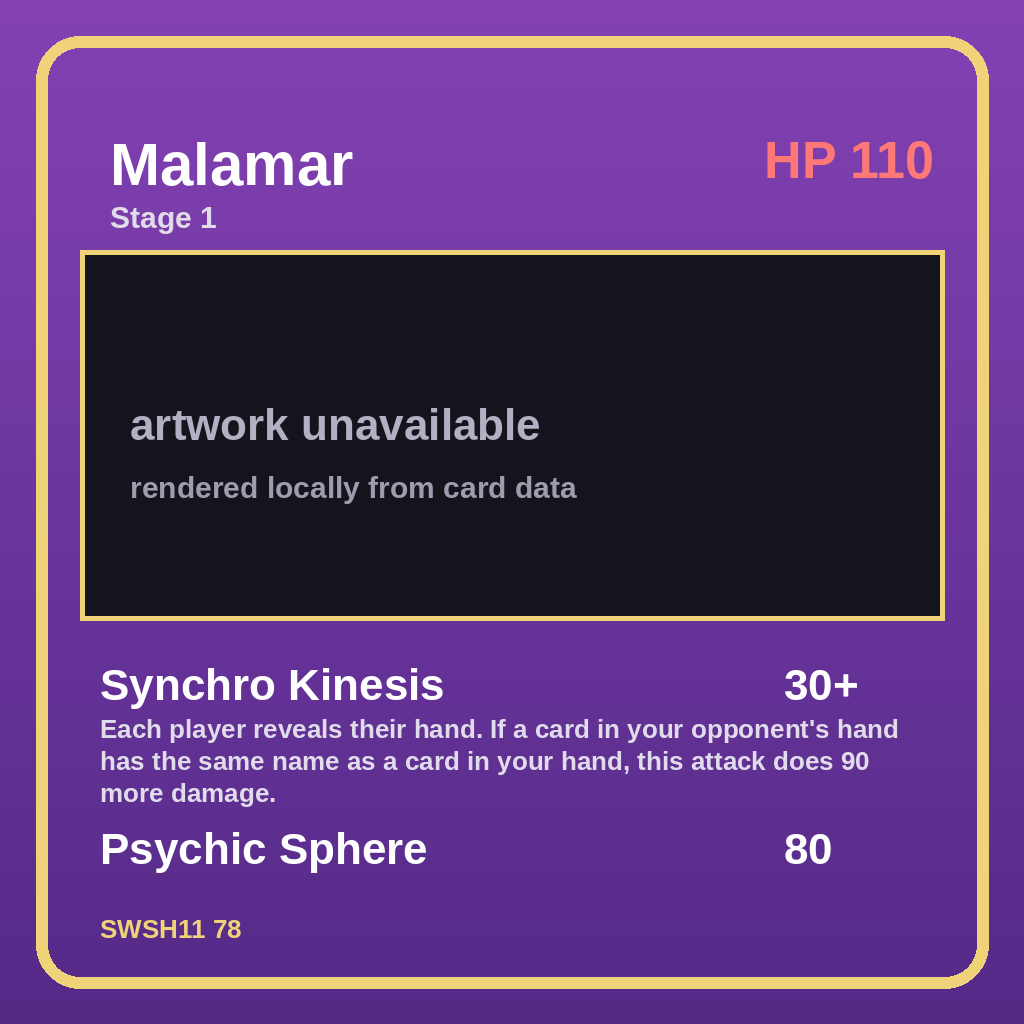 Malamar
HP 110
Stage 1
artwork unavailable
rendered locally from card data
Synchro Kinesis 30+
Each player reveals their hand. If a card in your opponent's hand
has the same name as a card in your hand, this attack does 90
more damage.
Psychic Sphere 80
SWSH11 78